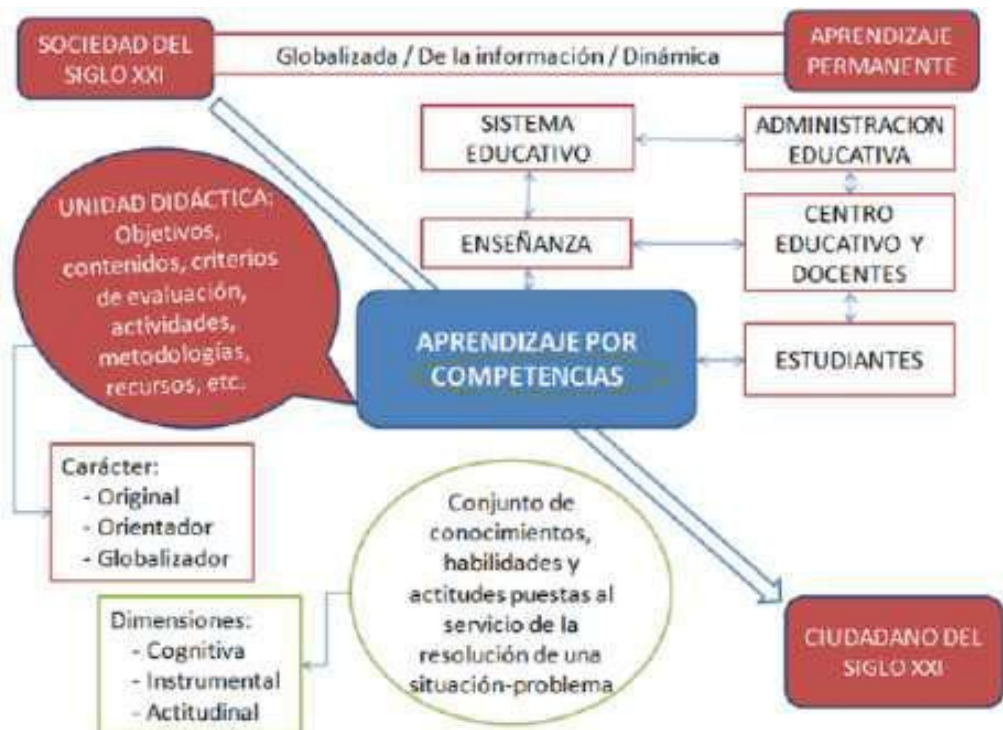 SOCIEDAD DEL
SIGLO XXI
Globalizada / De la información / Dinámica
APRENDIZAJE
PERMANENTE
SISTEMA
EDUCATIVO
ADMINISTRACION
EDUCATIVA
UNIDAD DIDÁCTICA:
Objetivos,
contenidos, criterios
de evaluación,
actividades,
metodologías,
recursos, etc.
ENSEÑANZA
CENTRO
EDUCATIVO Y
DOCENTES
APRENDIZAJE POR
COMPETENCIAS
ESTUDIANTES
Carácter:
- Original
- Orientador
- Globalizador
Conjunto de
conocimientos,
habilidades y
actitudes puestas al
servicio de la
resolución de una
situación-problema
Dimensiones:
- Cognitiva
- Instrumental
- Actitudinal
CIUDADANO DEL
SIGLO XXI